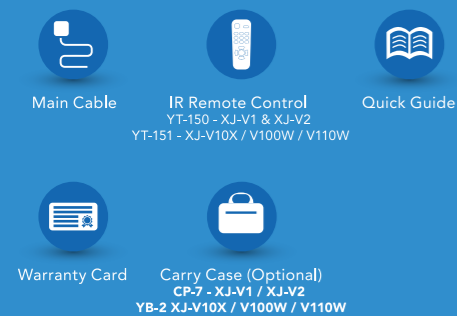 Main Cable
IR Remote Control
YT-150 - XJ-V1 & XJ-V2
YT-151 - XJ-V10X / V100W / V110W
Quick Guide
Warranty Card
Carry Case (Optional)
CP-7 - XJ-V1 / XJ-V2
YB-2 XJ-V10X / V100W / V110W